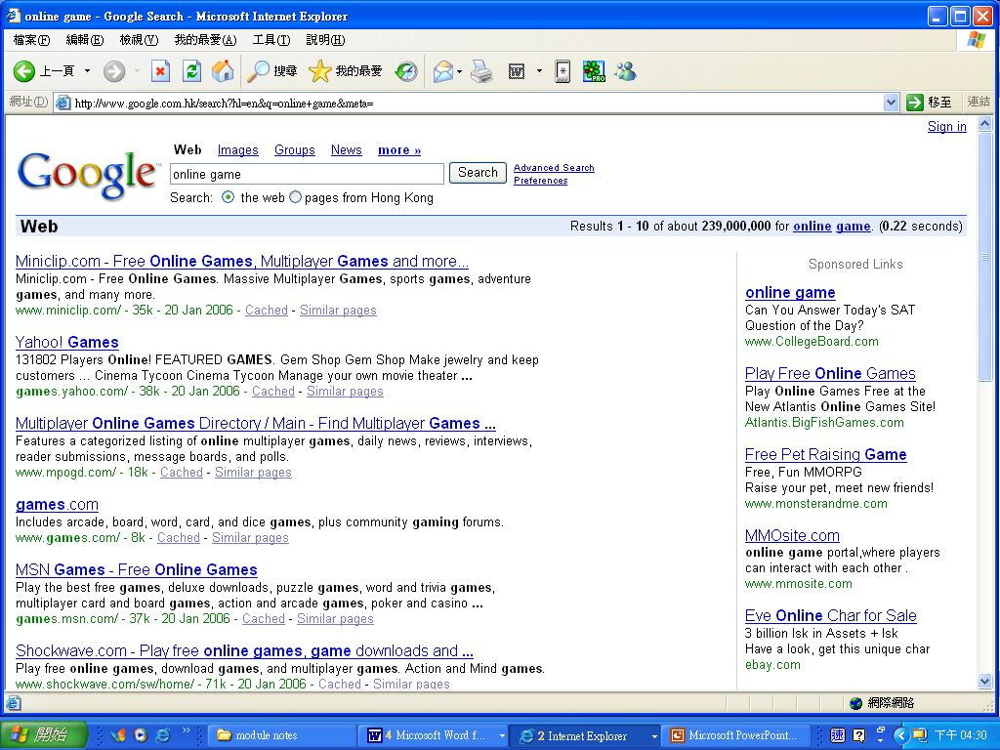 online game - Google Search - Microsoft Internet Explorer
檔案(F) 編輯(E) 檢視(V) 我的最愛(A) 工具(T) 說明(H)
上一頁 搜尋 我的最愛
網址(D) http://www.google.com.hk/search?hl=en&q=online+game&meta= 移至 連結
Sign in
Google™
Web Images Groups News more »
online game Search Advanced Search
Preferences
Search: the web pages from Hong Kong
Web Results 1 - 10 of about 239,000,000 for online game. (0.22 seconds)
Miniclip.com - Free Online Games, Multiplayer Games and more...
Miniclip.com - Free Online Games. Massive Multiplayer Games, sports games, adventure
games, and many more.
www.miniclip.com/ - 35k - 20 Jan 2006 - Cached - Similar pages
Yahoo! Games
131802 Players Online! FEATURED GAMES. Gem Shop Gem Shop Make jewelry and keep
customers ... Cinema Tycoon Cinema Tycoon Manage your own movie theater ...
games.yahoo.com/ - 38k - 20 Jan 2006 - Cached - Similar pages
Multiplayer Online Games Directory / Main - Find Multiplayer Games ...
Features a categorized listing of online multiplayer games, daily news, reviews, interviews,
reader submissions, message boards, and polls.
www.mpogd.com/ - 18k - Cached - Similar pages
games.com
Includes arcade, board, word, card, and dice games, plus community gaming forums.
www.games.com/ - 8k - Cached - Similar pages
MSN Games - Free Online Games
Play the best free games, deluxe downloads, puzzle games, word and trivia games,
multiplayer card and board games, action and arcade games, poker and casino ...
games.msn.com/ - 37k - 20 Jan 2006 - Cached - Similar pages
Shockwave.com - Play free online games, game downloads and ...
Play free online games, download games, and multiplayer games. Action and Mind games.
www.shockwave.com/sw/home/ - 71k - 20 Jan 2006 - Cached - Similar pages
Sponsored Links
online game
Can You Answer Today's SAT
Question of the Day?
www.CollegeBoard.com
Play Free Online Games
Play Online Games Free at the
New Atlantis Online Games Site!
Atlantis.BigFishGames.com
Free Pet Raising Game
Free, Fun MMORPG
Raise your pet, meet new friends!
www.monsterandme.com
MMOsite.com
online game portal,where players
can interact with each other .
www.mmosite.com
Eve Online Char for Sale
3 billion Isk in Assets + Isk
Have a look, get this unique char
ebay.com
網際網路
開始 module notes 4 Microsoft Word f... 2 Internet Explorer Microsoft PowerPoint... 下午 04:30